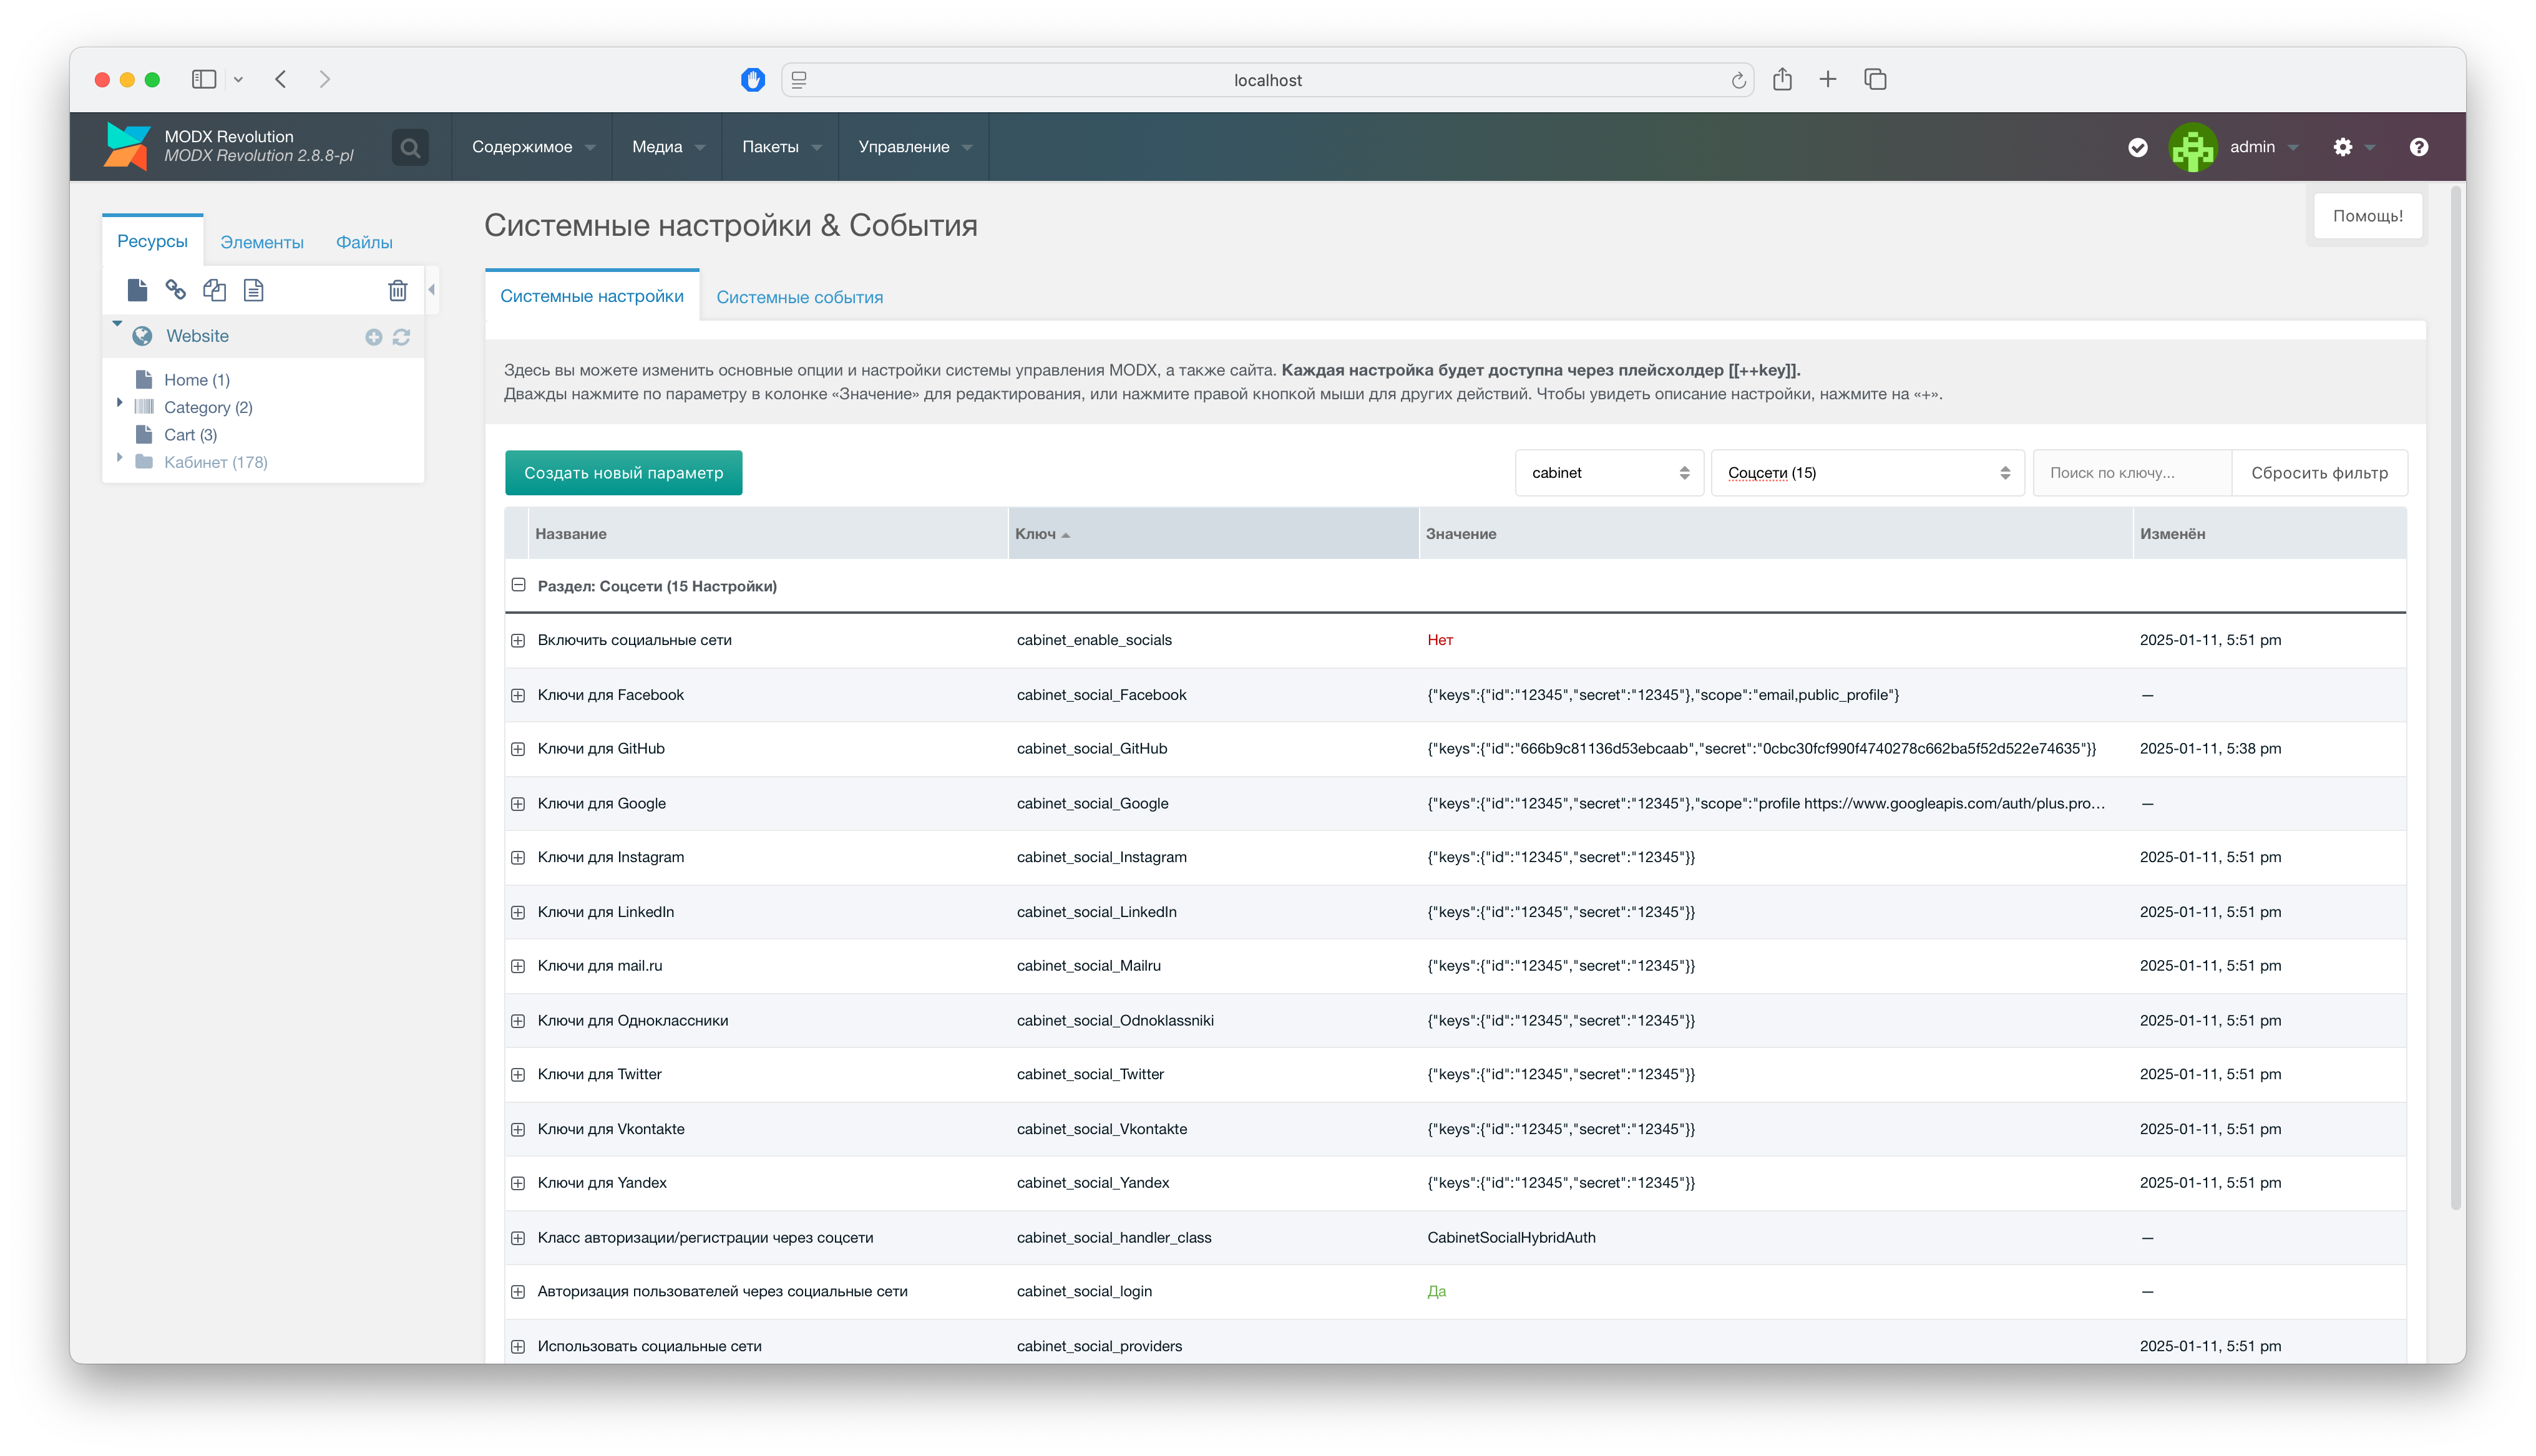 localhost
MODX Revolution
MODX Revolution 2.8.8-pl
Содержимое
Медиа
Пакеты
Управление
admin
Ресурсы
Элементы
Файлы
Website
Home (1)
Category (2)
Cart (3)
Кабинет (178)
Системные настройки & События
Помощь!
Системные настройки
Системные события
Здесь вы можете изменить основные опции и настройки системы управления MODX, а также сайта. Каждая настройка будет доступна через плейсхолдер [[++key]].
Дважды нажмите по параметру в колонке «Значение» для редактирования, или нажмите правой кнопкой мыши для других действий. Чтобы увидеть описание настройки, нажмите на «+».
Создать новый параметр
cabinet
Соцсети (15)
Поиск по ключу...
Сбросить фильтр
Название Ключ Значение Изменён
Раздел: Соцсети (15 Настройки)
Включить социальные сети cabinet_enable_socials Нет 2025-01-11, 5:51 pm
Ключи для Facebook cabinet_social_Facebook {"keys":{"id":"12345","secret":"12345"},"scope":"email,public_profile"} —
Ключи для GitHub cabinet_social_GitHub {"keys":{"id":"666b9c81136d53ebcaab","secret":"0cbc30fcf990f4740278c662ba5f52d522e74635"}} 2025-01-11, 5:38 pm
Ключи для Google cabinet_social_Google {"keys":{"id":"12345","secret":"12345"},"scope":"profile https://www.googleapis.com/auth/plus.pro… —
Ключи для Instagram cabinet_social_Instagram {"keys":{"id":"12345","secret":"12345"}} 2025-01-11, 5:51 pm
Ключи для LinkedIn cabinet_social_LinkedIn {"keys":{"id":"12345","secret":"12345"}} 2025-01-11, 5:51 pm
Ключи для mail.ru cabinet_social_Mailru {"keys":{"id":"12345","secret":"12345"}} 2025-01-11, 5:51 pm
Ключи для Одноклассники cabinet_social_Odnoklassniki {"keys":{"id":"12345","secret":"12345"}} 2025-01-11, 5:51 pm
Ключи для Twitter cabinet_social_Twitter {"keys":{"id":"12345","secret":"12345"}} 2025-01-11, 5:51 pm
Ключи для Vkontakte cabinet_social_Vkontakte {"keys":{"id":"12345","secret":"12345"}} 2025-01-11, 5:51 pm
Ключи для Yandex cabinet_social_Yandex {"keys":{"id":"12345","secret":"12345"}} 2025-01-11, 5:51 pm
Класс авторизации/регистрации через соцсети cabinet_social_handler_class CabinetSocialHybridAuth —
Авторизация пользователей через социальные сети cabinet_social_login Да —
Использовать социальные сети cabinet_social_providers 2025-01-11, 5:51 pm